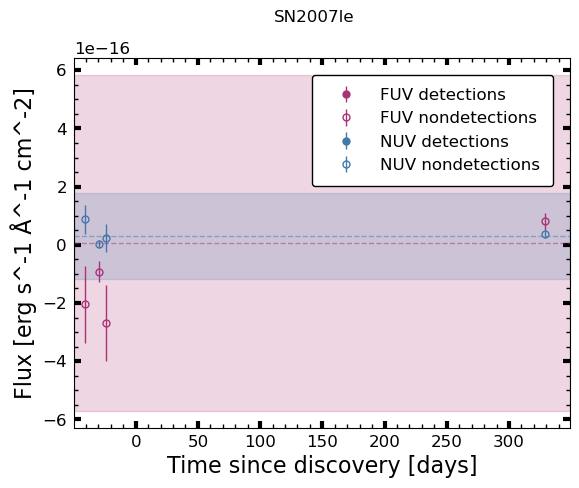 SN2007le
1e−16
6
4
2
0
−2
−4
−6
Flux [erg s^-1 Å^-1 cm^-2]
FUV detections
FUV nondetections
NUV detections
NUV nondetections
0 50 100 150 200 250 300
Time since discovery [days]